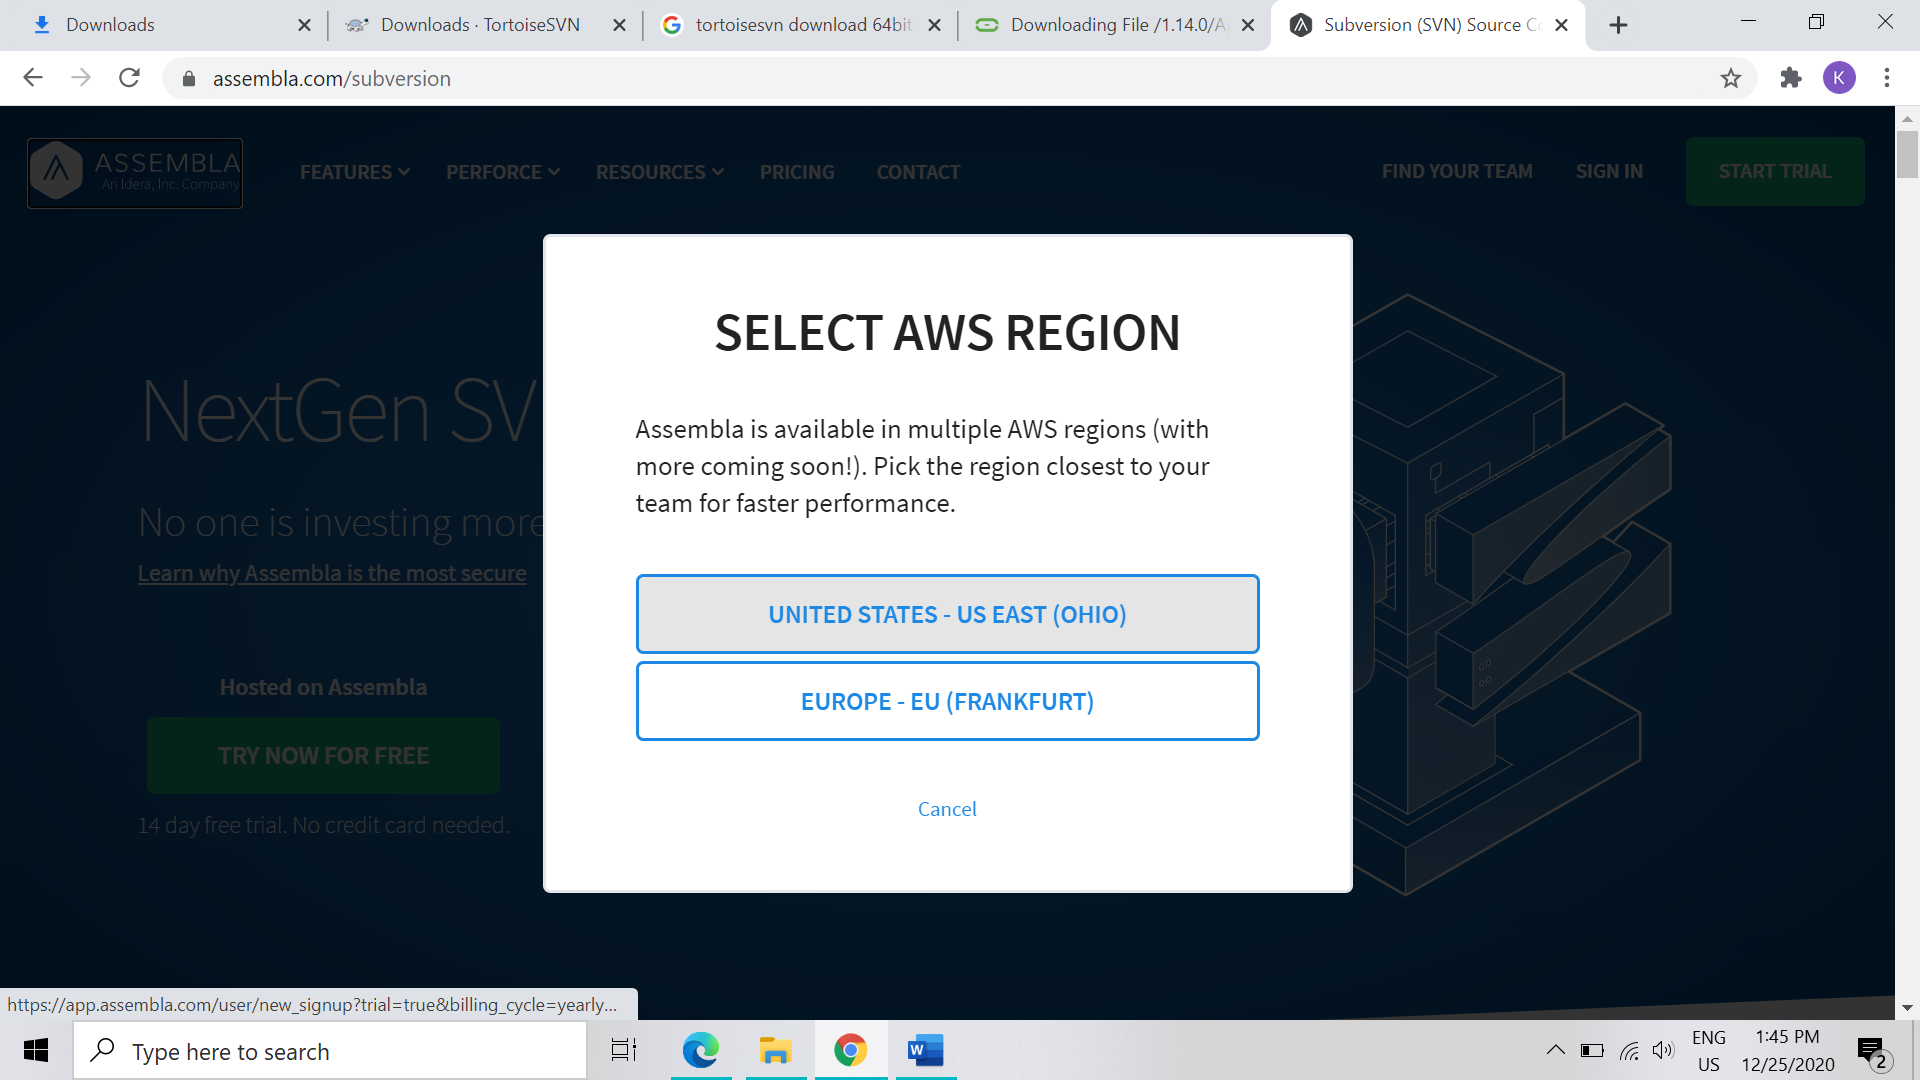 Downloads
Downloads · TortoiseSVN
tortoisesvn download 64bit
Downloading File /1.14.0/A
Subversion (SVN) Source Co
assembla.com/subversion
K
ASSEMBLA
An Idera, Inc. Company
FEATURES
PERFORCE
RESOURCES
PRICING
CONTACT
FIND YOUR TEAM
SIGN IN
START TRIAL
NextGen SV
No one is investing more
Learn why Assembla is the most secure
Hosted on Assembla
TRY NOW FOR FREE
14 day free trial. No credit card needed.
SELECT AWS REGION
Assembla is available in multiple AWS regions (with
more coming soon!). Pick the region closest to your
team for faster performance.
UNITED STATES - US EAST (OHIO)
EUROPE - EU (FRANKFURT)
Cancel
https://app.assembla.com/user/new_signup?trial=true&billing_cycle=yearly...
Type here to search
W
ENG
US
1:45 PM
12/25/2020
2